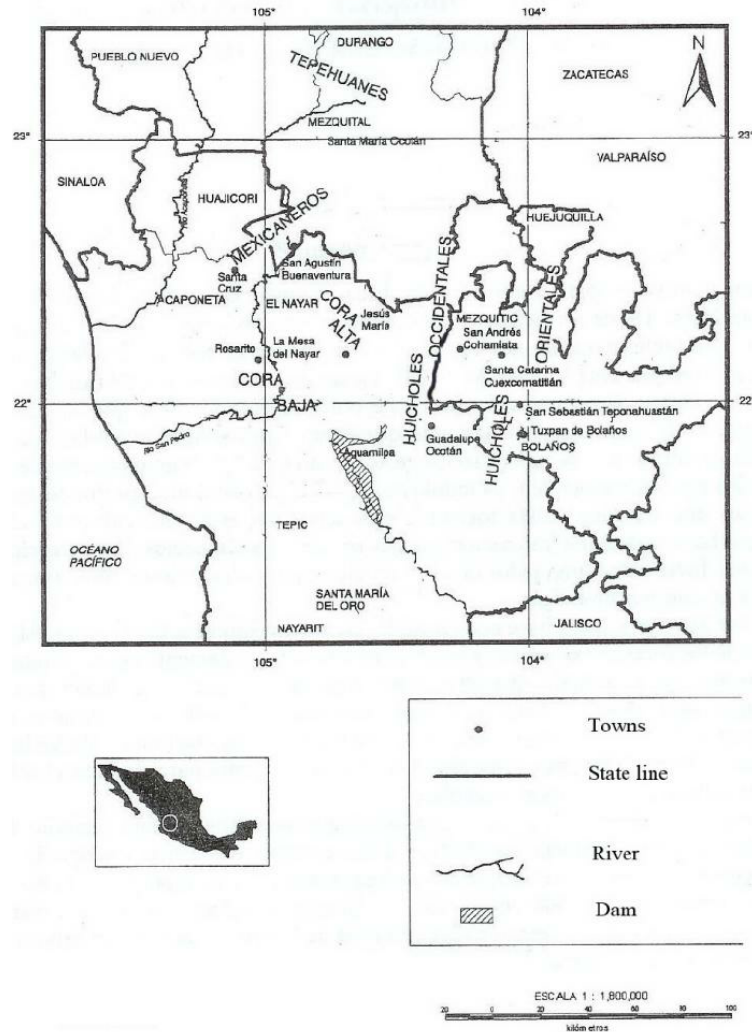 105°
104°
N
PUEBLO NUEVO
DURANGO
TEPEHUANES
ZACATECAS
MEZQUITAL
23°
Santa María Ocotán
23°
VALPARAÍSO
SINALOA
HUAJICORI
Río Acaponeta
MEXICANEROS
HUEJUQUILLA
San Agustín
Buenaventura
Santa
Cruz
ACAPONETA
EL NAYAR
CORA
ALTA
Jesús
María
HUICHOLES OCCIDENTALES
MEZQUITIC
San Andrés
Cohamiata
HUICHOLES ORIENTALES
Rosarito
La Mesa
del Nayar
Santa Catarina
Cuexcomatitlán
CORA
BAJA
22°
22°
San Sebastián Teponahuastán
Río San Pedro
Guadalupe
Ocotán
Tuxpan de Bolaños
BOLAÑOS
Aguamilpa
TEPIC
OCÉANO
PACÍFICO
SANTA MARÍA
DEL ORO
NAYARIT
JALISCO
105°
104°
Towns
State line
River
Dam
ESCALA 1 : 1,800,000
20 0 20 40 60 80 100
kilómetros